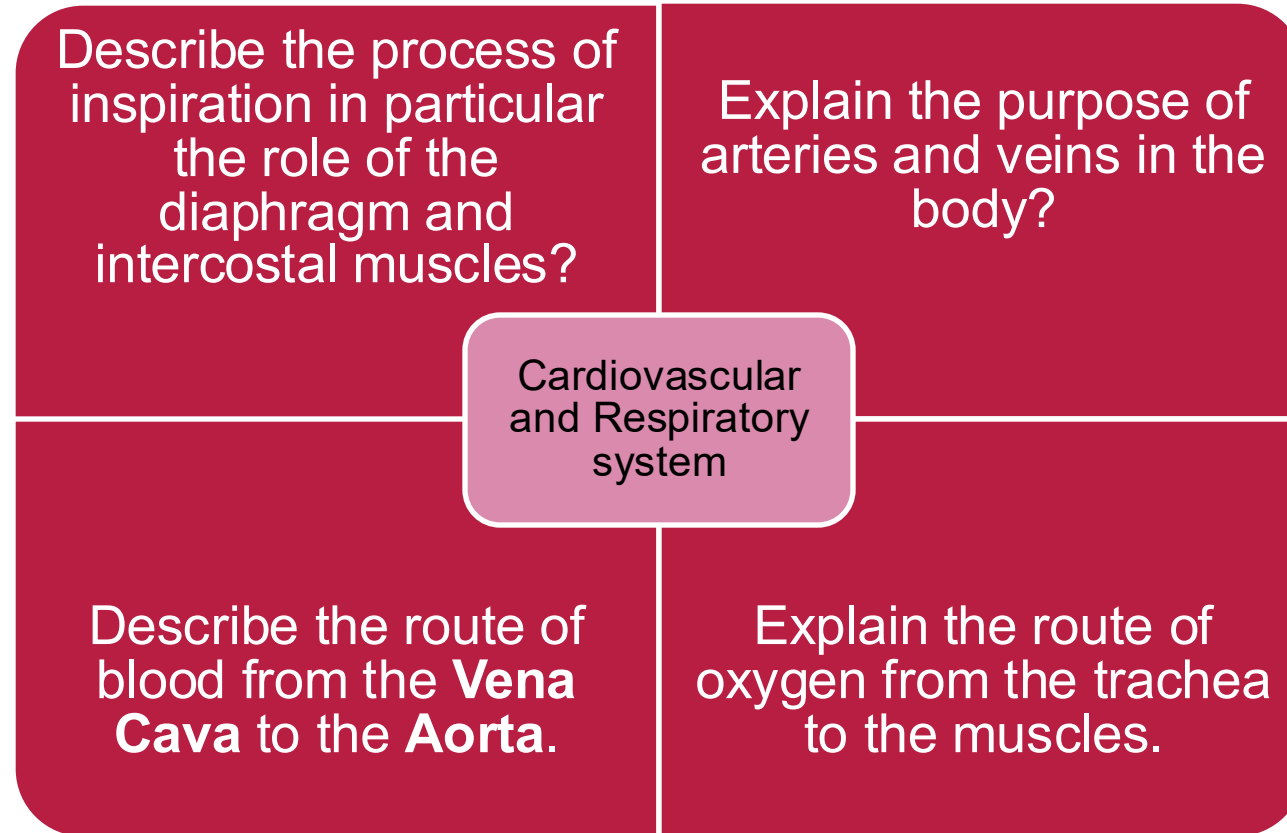 Describe the process of
inspiration in particular
the role of the
diaphragm and
intercostal muscles?
Explain the purpose of
arteries and veins in the
body?
Cardiovascular
and Respiratory
system
Describe the route of
blood from the Vena
Cava to the Aorta.
Explain the route of
oxygen from the trachea
to the muscles.